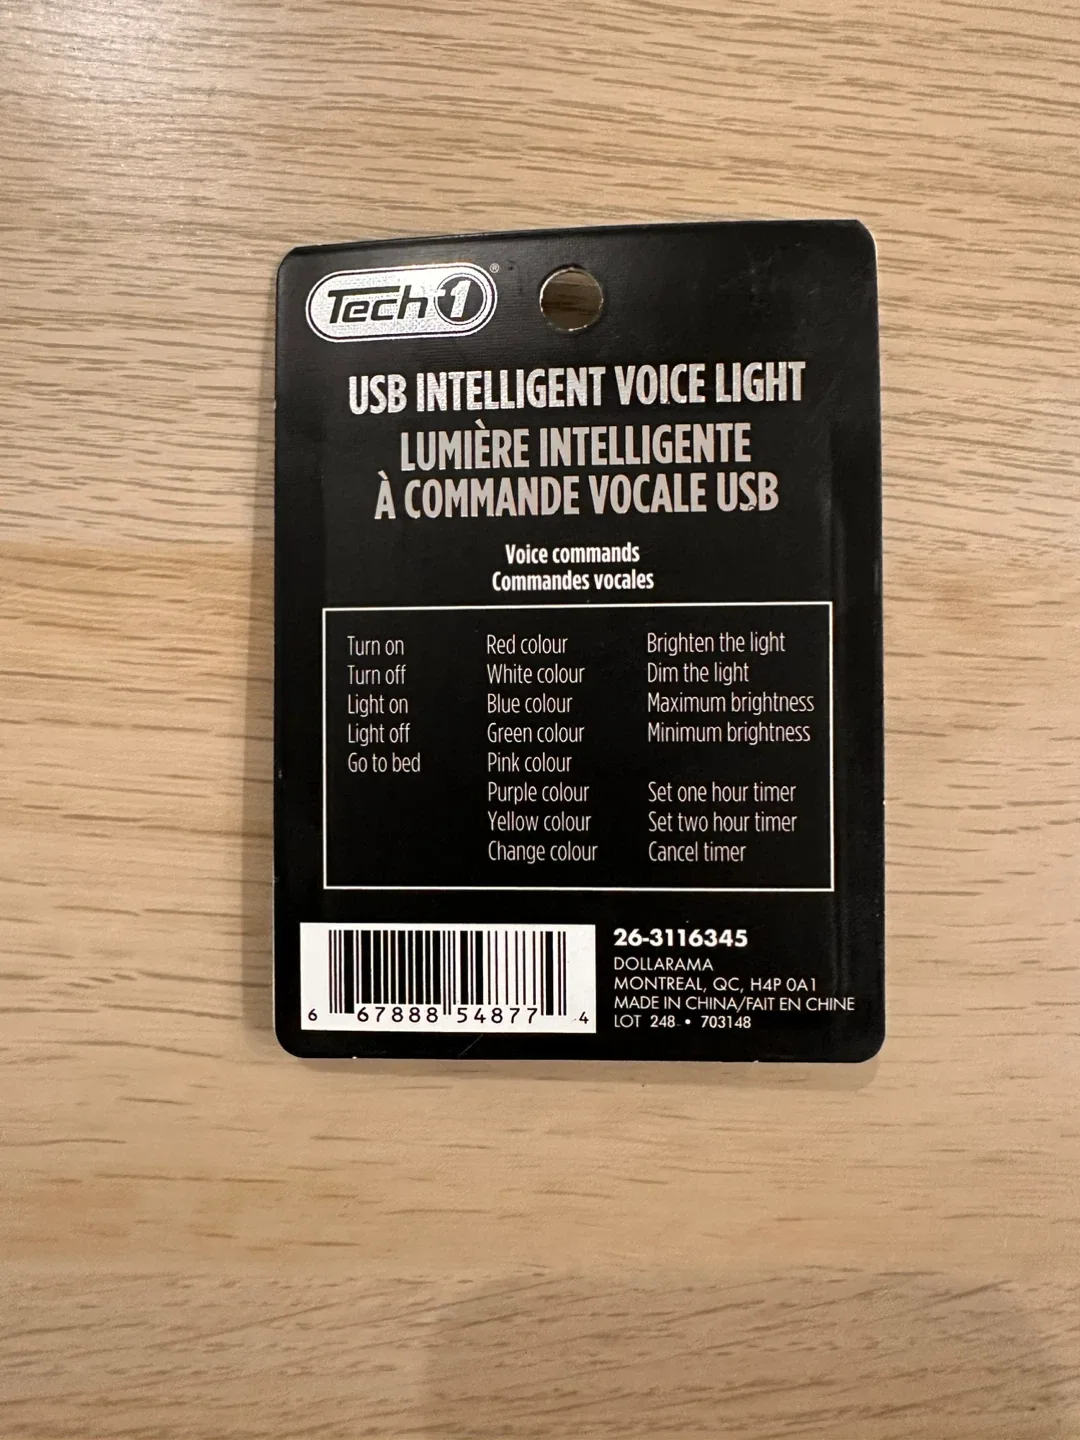 Tech 1®
USB INTELLIGENT VOICE LIGHT
LUMIÈRE INTELLIGENTE
À COMMANDE VOCALE USB
Voice commands
Commandes vocales
Turn on
Turn off
Light on
Light off
Go to bed
Red colour
White colour
Blue colour
Green colour
Pink colour
Purple colour
Yellow colour
Change colour
Brighten the light
Dim the light
Maximum brightness
Minimum brightness
Set one hour timer
Set two hour timer
Cancel timer
6 67888 54877 4
26-3116345
DOLLARAMA
MONTREAL, QC, H4P 0A1
MADE IN CHINA/FAIT EN CHINE
LOT 248 • 703148